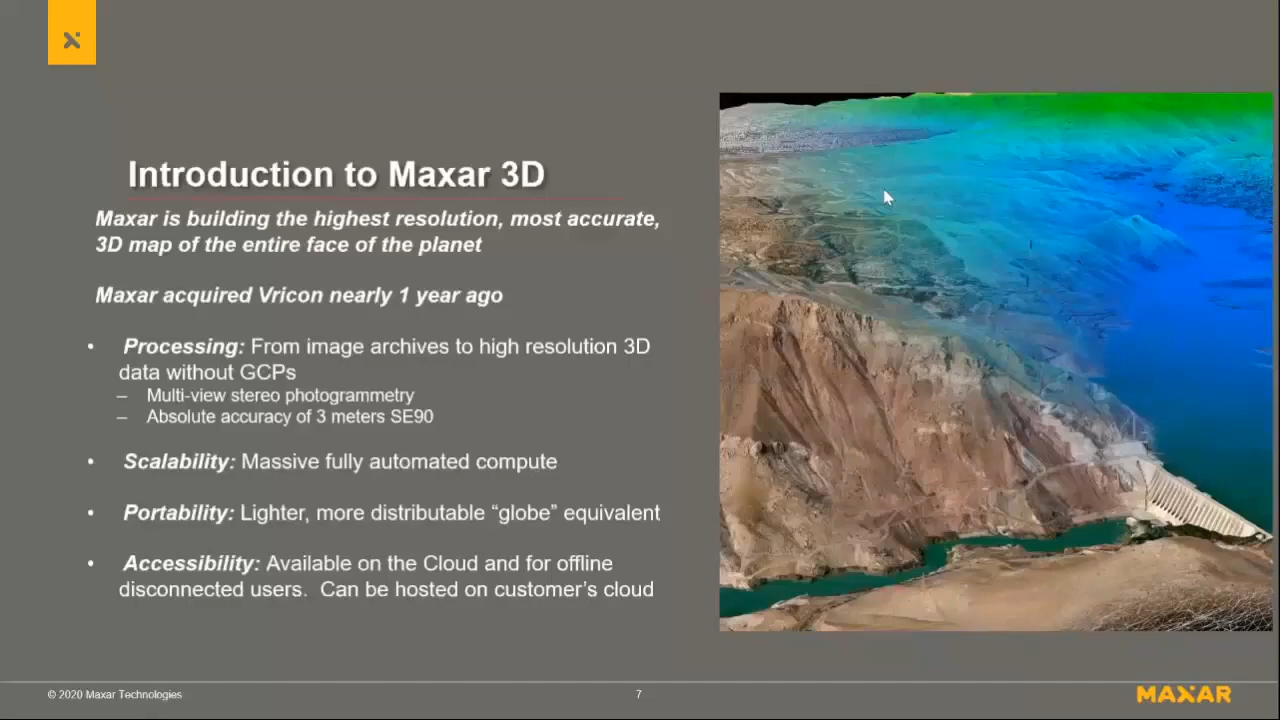 Introduction to Maxar 3D
Maxar is building the highest resolution, most accurate,
3D map of the entire face of the planet
Maxar acquired Vricon nearly 1 year ago
• Processing: From image archives to high resolution 3D
data without GCPs
– Multi-view stereo photogrammetry
– Absolute accuracy of 3 meters SE90
• Scalability: Massive fully automated compute
• Portability: Lighter, more distributable “globe” equivalent
• Accessibility: Available on the Cloud and for offline
disconnected users.  Can be hosted on customer’s cloud
© 2020 Maxar Technologies
7
MAXAR